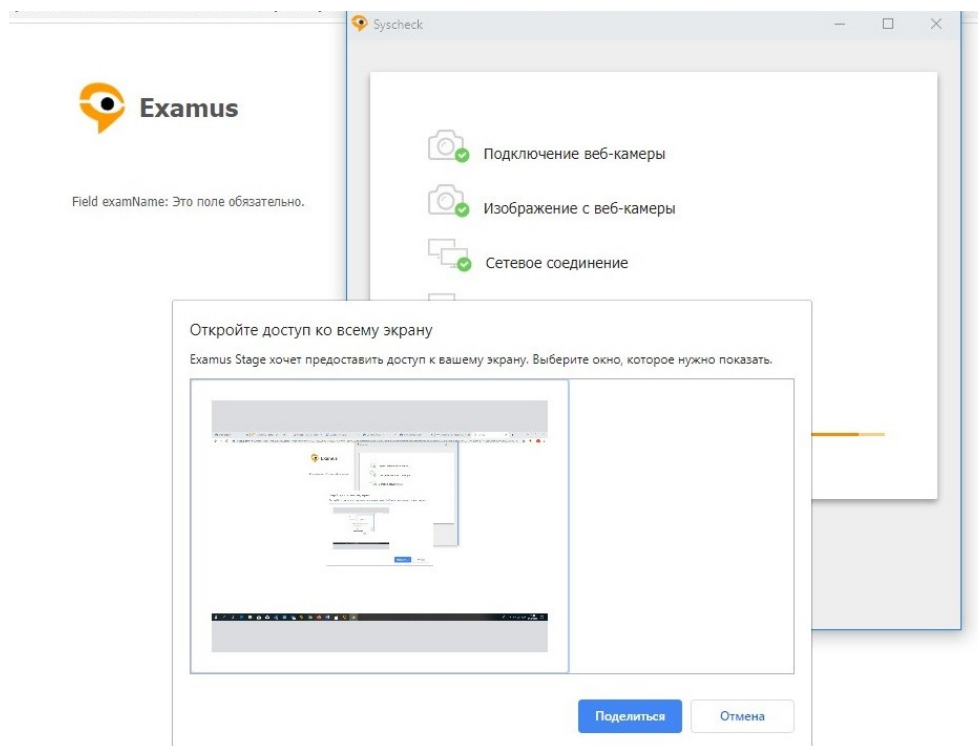 Syscheck
Examus
Подключение веб-камеры
Изображение с веб-камеры
Field examName: Это поле обязательно.
Сетевое соединение
Откройте доступ ко всему экрану
Examus Stage хочет предоставить доступ к вашему экрану. Выберите окно, которое нужно показать.
Examus
Поделиться
Отмена